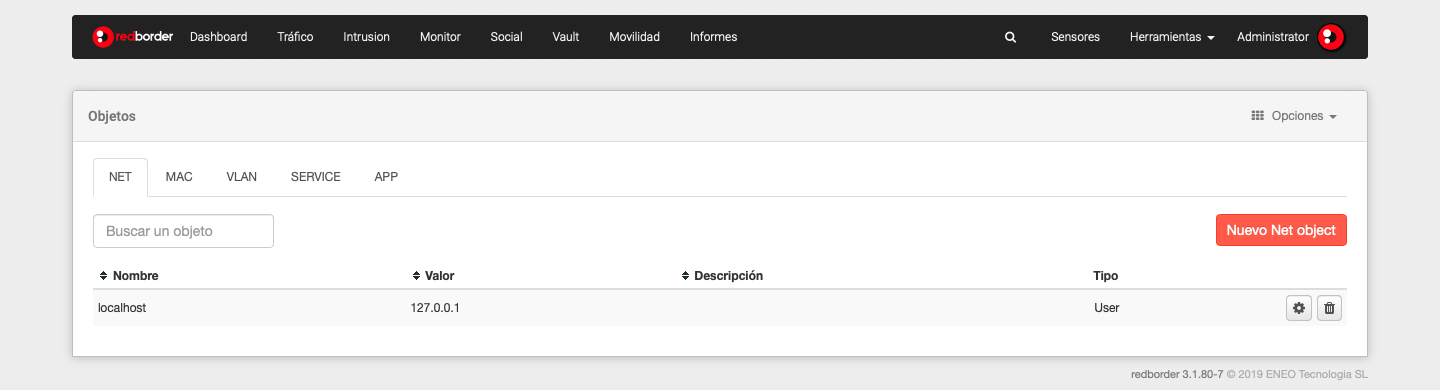 redborder Dashboard Tráfico Intrusion Monitor Social Vault Movilidad Informes Sensores Herramientas Administrator
Objetos Opciones
NET MAC VLAN SERVICE APP
Buscar un objeto Nuevo Net object
Nombre Valor Descripción Tipo
localhost 127.0.0.1 User
redborder 3.1.80-7 © 2019 ENEO Tecnologia SL